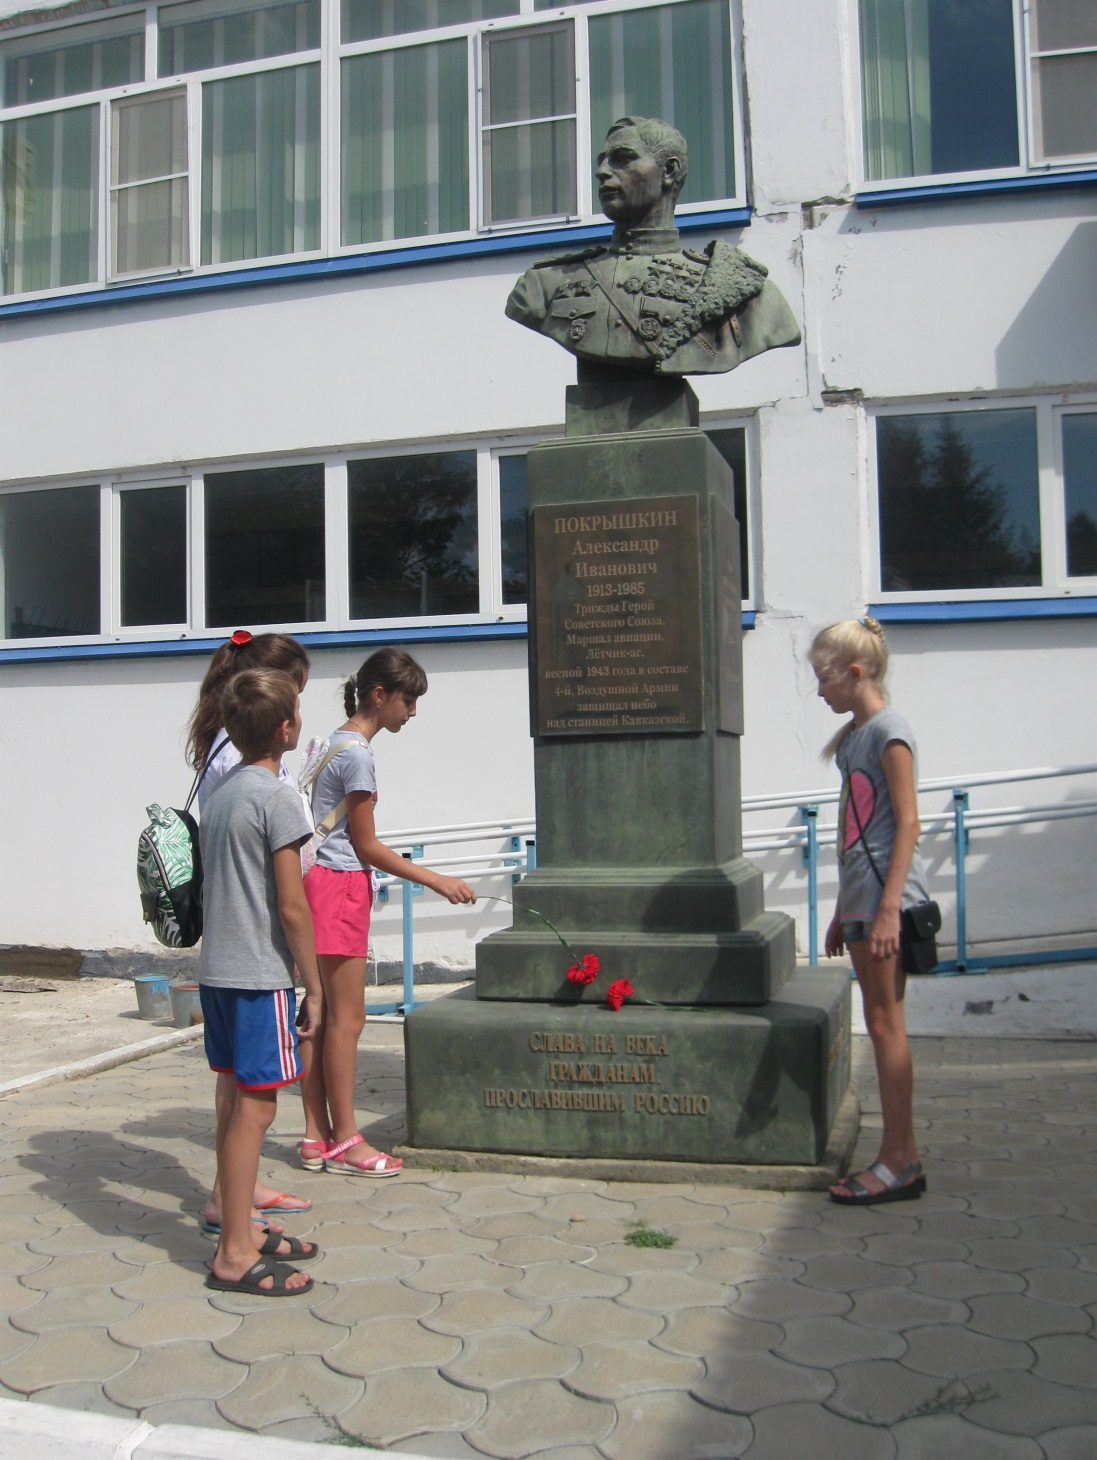 ПОКРЫШКИН
Александр
Иванович
1913-1985
Трижды Герой
Советского Союза,
Маршал авиации,
Лётчик-ас,
весной 1943 года в составе
4-й, Воздушной Армии
защищал небо
над станицей Кавказской.
СЛАВА НА ВЕКА
ГРАЖДАНАМ,
ПРОСЛАВИВШИМ РОССИЮ